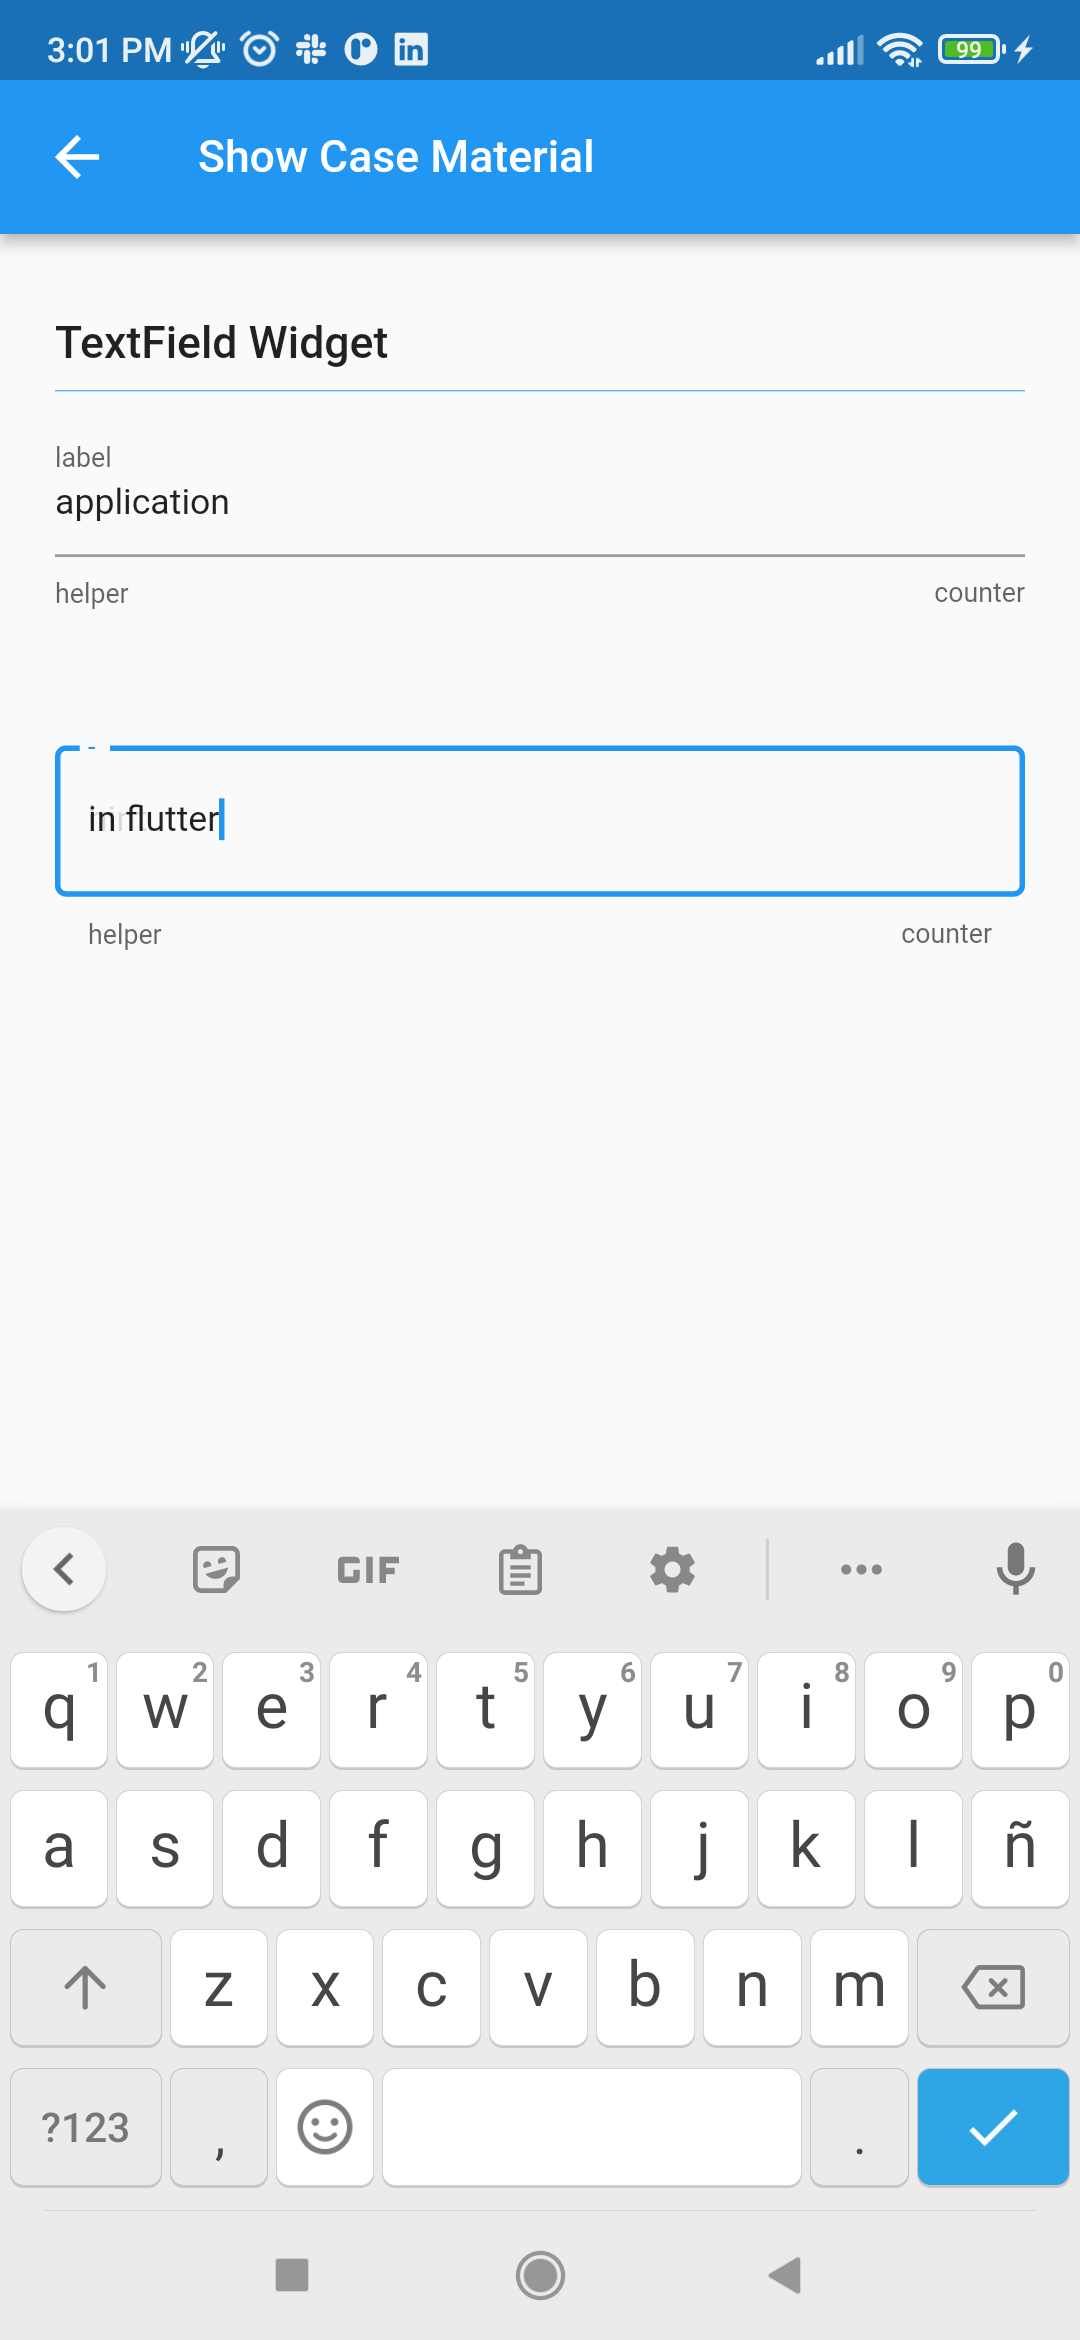 3:01 PM 99
Show Case Material
TextField Widget
label
application
helper counter
in flutter
helper counter
GIF
1 2 3 4 5 6 7 8 9 0
q w e r t y u i o p
a s d f g h j k l ñ
z x c v b n m
?123 , .